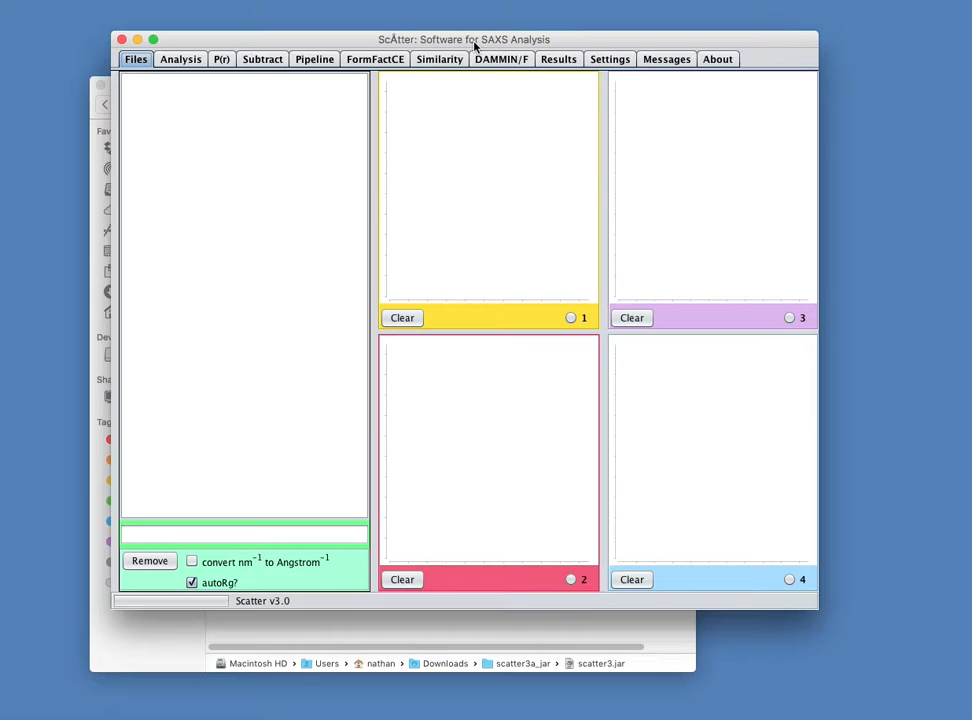 ScÅtter: Software for SAXS Analysis
Files Analysis P(r) Subtract Pipeline FormFactCE Similarity DAMMIN/F Results Settings Messages About
Fav
Dev
Sha
Tag
Clear 1
Clear 3
Clear 2
Clear 4
Remove
convert nm⁻¹ to Angstrom⁻¹
autoRg?
Scatter v3.0
Macintosh HD › Users › nathan › Downloads › scatter3a_jar › scatter3.jar